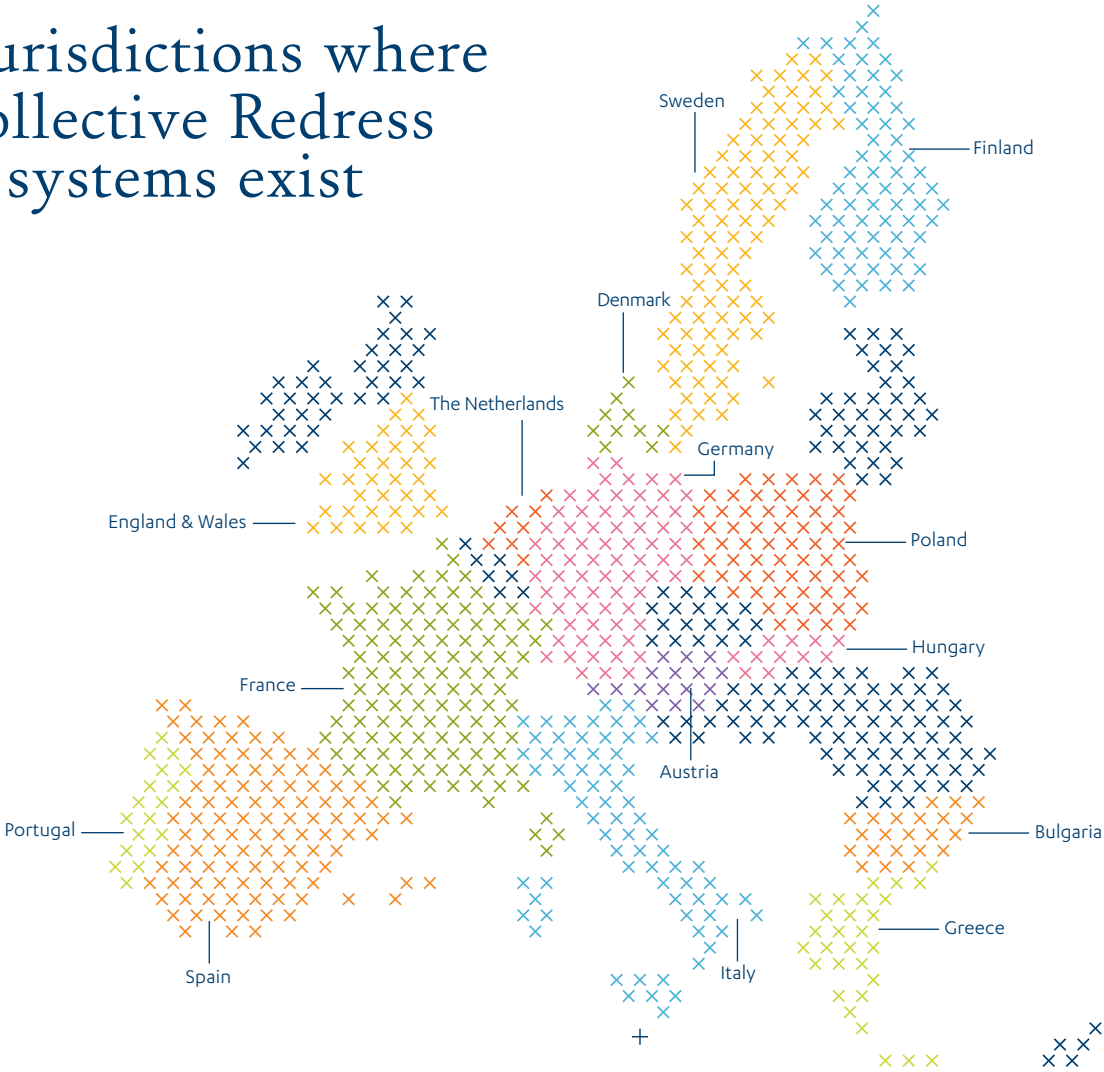 urisdictions where
ollective Redress
systems exist
Sweden
Finland
Denmark
The Netherlands
Germany
England & Wales
Poland
Hungary
France
Austria
Portugal
Bulgaria
Greece
Spain
Italy